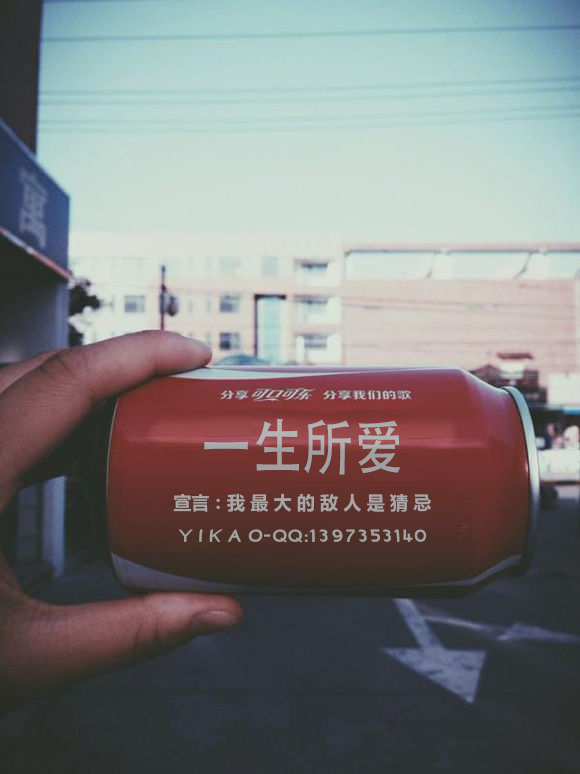 分享可口可乐 分享我们的歌
一生所爱
宣言:我最大的敌人是猜忌
YIKAO-QQ:1397353140